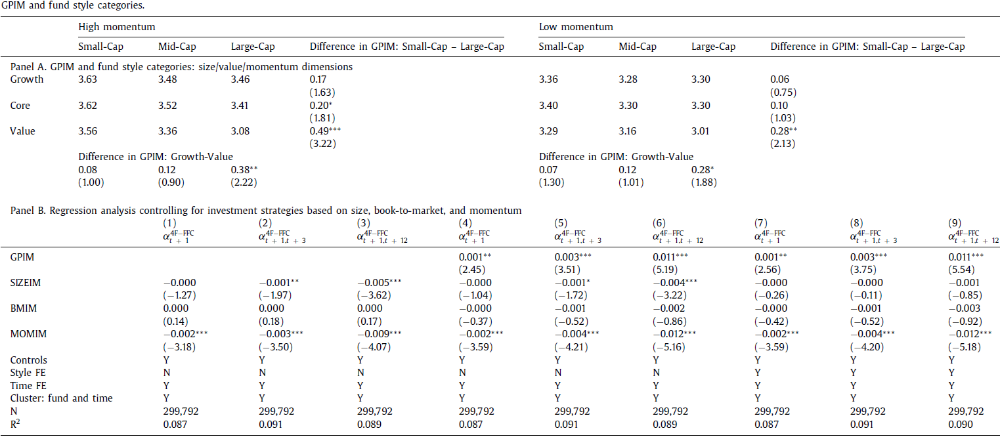 GPIM and fund style categories.
High momentum Low momentum
Small-Cap Mid-Cap Large-Cap Difference in GPIM: Small-Cap – Large-Cap Small-Cap Mid-Cap Large-Cap Difference in GPIM: Small-Cap – Large-Cap
Panel A. GPIM and fund style categories: size/value/momentum dimensions
Growth 3.63 3.48 3.46 0.17 3.36 3.28 3.30 0.06
(1.63) (0.75)
Core 3.62 3.52 3.41 0.20* 3.40 3.30 3.30 0.10
(1.81) (1.03)
Value 3.56 3.36 3.08 0.49*** 3.29 3.16 3.01 0.28**
(3.22) (2.13)
Difference in GPIM: Growth-Value Difference in GPIM: Growth-Value
0.08 0.12 0.38** 0.07 0.12 0.28*
(1.00) (0.90) (2.22) (1.30) (1.01) (1.88)
Panel B. Regression analysis controlling for investment strategies based on size, book-to-market, and momentum
(1) (2) (3) (4) (5) (6) (7) (8) (9)
α4F−FFC t + 1 α4F−FFC t + 1,t + 3 α4F−FFC t + 1,t + 12 α4F−FFC t + 1 α4F−FFC t + 1,t + 3 α4F−FFC t + 1,t + 12 α4F−FFC t + 1 α4F−FFC t + 1,t + 3 α4F−FFC t + 1,t + 12
GPIM 0.001** 0.003*** 0.011*** 0.001** 0.003*** 0.011***
(2.45) (3.51) (5.19) (2.56) (3.75) (5.54)
SIZEIM −0.000 −0.001** −0.005*** −0.000 −0.001* −0.004*** −0.000 −0.000 −0.001
(−1.27) (−1.97) (−3.62) (−1.04) (−1.72) (−3.22) (−0.26) (−0.11) (−0.85)
BMIM 0.000 0.000 0.000 −0.000 −0.001 −0.002 −0.000 −0.001 −0.003
(0.14) (0.18) (0.17) (−0.37) (−0.52) (−0.86) (−0.42) (−0.52) (−0.92)
MOMIM −0.002*** −0.003*** −0.009*** −0.002*** −0.004*** −0.012*** −0.002*** −0.004*** −0.012***
(−3.18) (−3.50) (−4.07) (−3.59) (−4.21) (−5.16) (−3.59) (−4.20) (−5.18)
Controls Y Y Y Y Y Y Y Y Y
Style FE N N N N N N Y Y Y
Time FE Y Y Y Y Y Y Y Y Y
Cluster: fund and time Y Y Y Y Y Y Y Y Y
N 299,792 299,792 299,792 299,792 299,792 299,792 299,792 299,792 299,792
R2 0.087 0.091 0.089 0.087 0.091 0.089 0.087 0.091 0.090